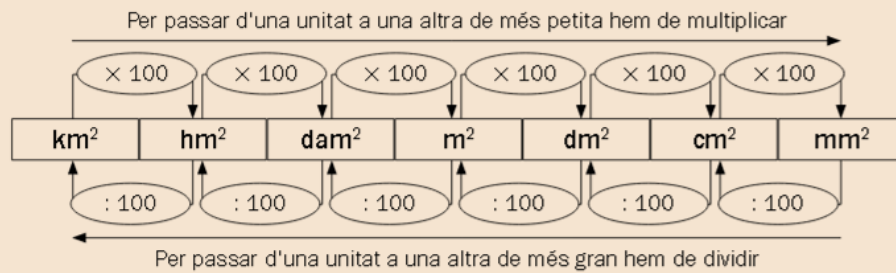 Per passar d'una unitat a una altra de més petita hem de multiplicar
× 100 × 100 × 100 × 100 × 100 × 100
km² hm² dam² m² dm² cm² mm²
: 100 : 100 : 100 : 100 : 100 : 100
Per passar d'una unitat a una altra de més gran hem de dividir